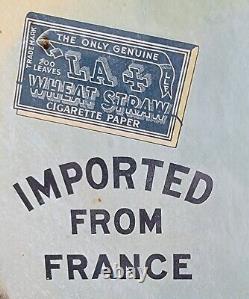 TRADE MARK
THE ONLY GENUINE
200
LEAVES
LA +
WHEAT STRAW
CIGARETTE PAPER
IMPORTED
FROM
FRANCE